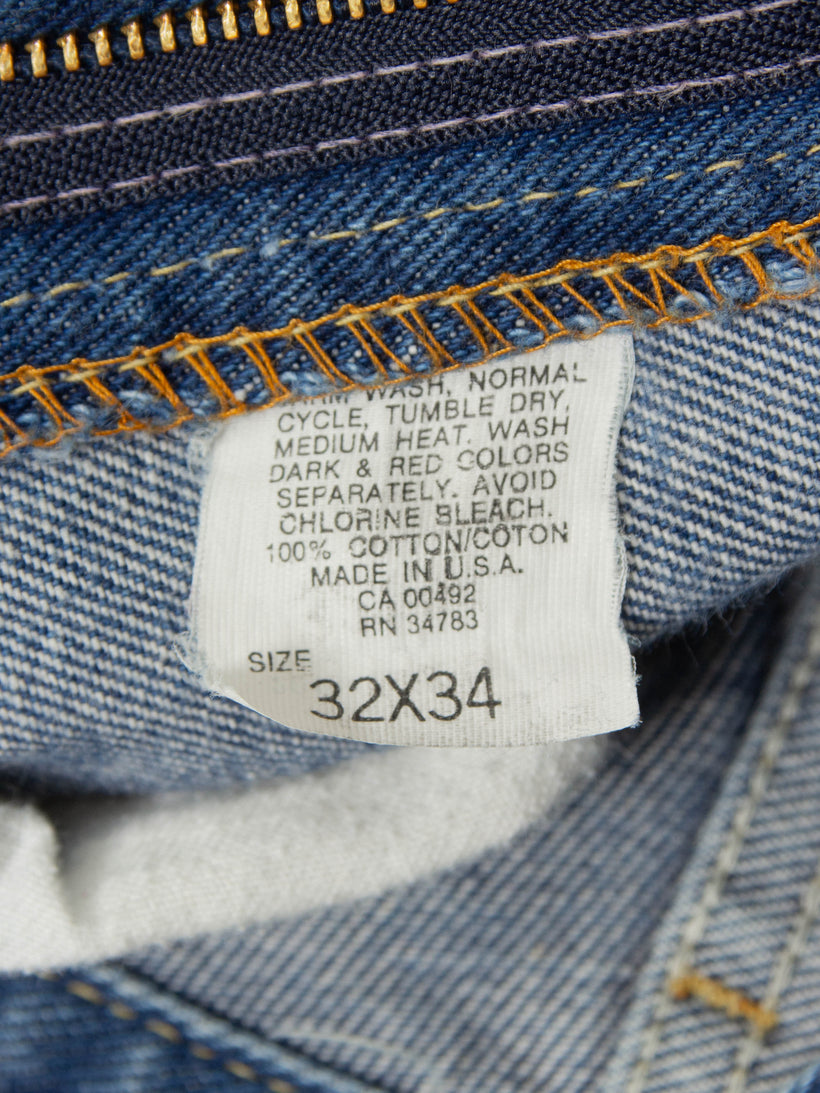 WASH, NORMAL
CYCLE, TUMBLE DRY,
MEDIUM HEAT. WASH
DARK & RED COLORS
SEPARATELY. AVOID
CHLORINE BLEACH.
100% COTTON/COTON
MADE IN U.S.A.
CA 00492
RN 34783
SIZE
32X34